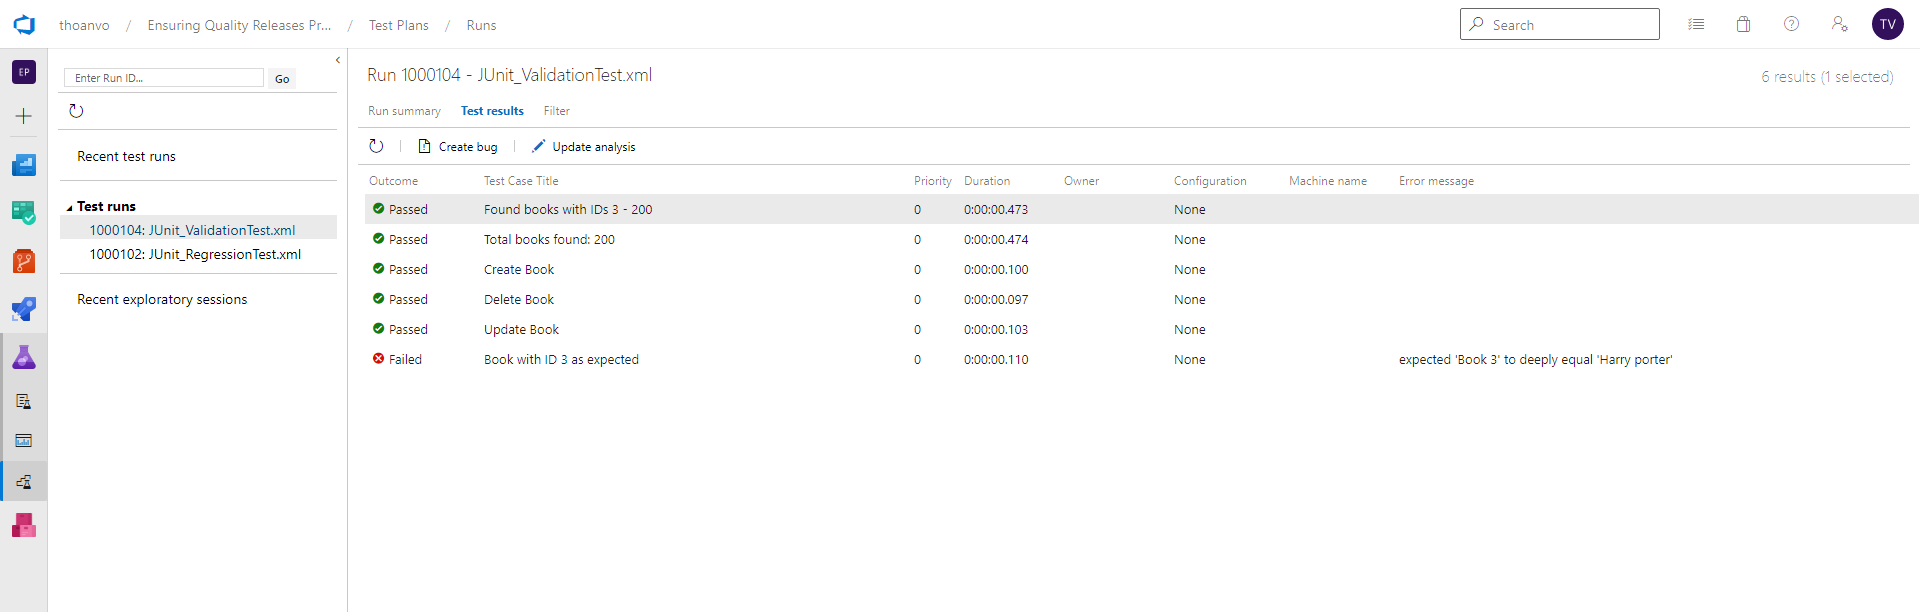 thoanvo / Ensuring Quality Releases Pr... / Test Plans / Runs
Search
TV
EP
Enter Run ID...
Go
Recent test runs
Test runs
1000104: JUnit_ValidationTest.xml
1000102: JUnit_RegressionTest.xml
Recent exploratory sessions
Run 1000104 - JUnit_ValidationTest.xml
6 results (1 selected)
Run summary Test results Filter
Create bug Update analysis
Outcome Test Case Title Priority Duration Owner Configuration Machine name Error message
Passed Found books with IDs 3 - 200 0 0:00:00.473 None
Passed Total books found: 200 0 0:00:00.474 None
Passed Create Book 0 0:00:00.100 None
Passed Delete Book 0 0:00:00.097 None
Passed Update Book 0 0:00:00.103 None
Failed Book with ID 3 as expected 0 0:00:00.110 None expected 'Book 3' to deeply equal 'Harry porter'